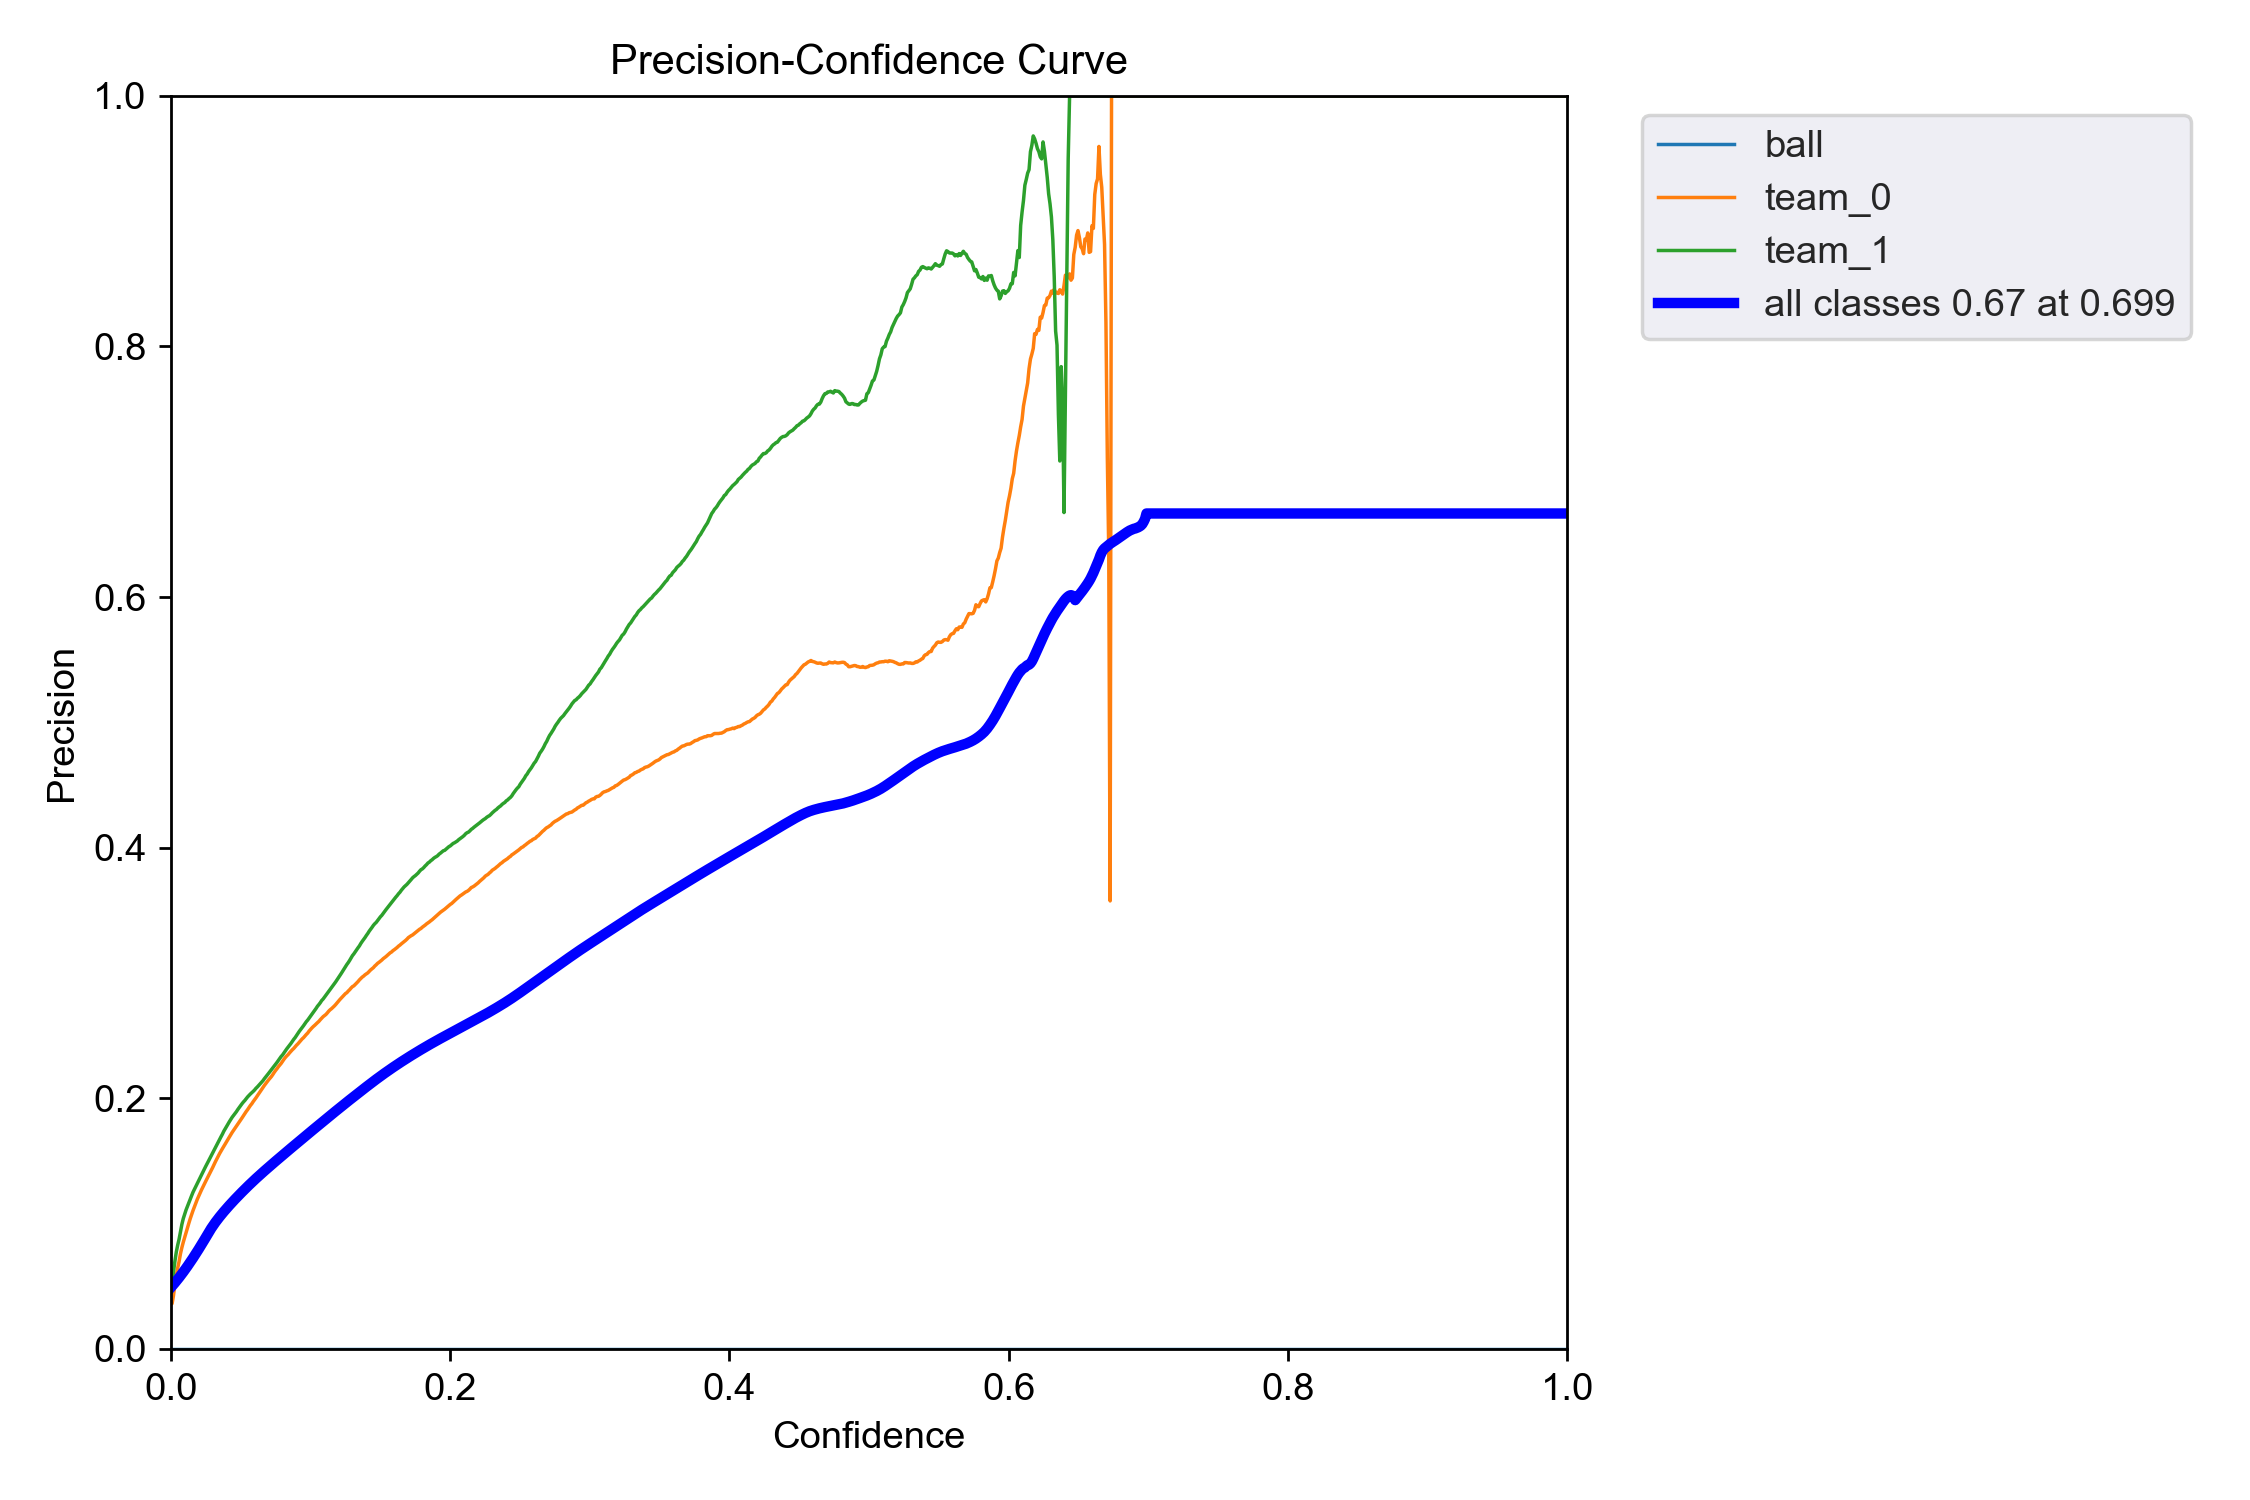 Precision-Confidence Curve
1.0
0.8
0.6
0.4
0.2
0.0
Precision
0.0 0.2 0.4 0.6 0.8 1.0
Confidence
ball
team_0
team_1
all classes 0.67 at 0.699